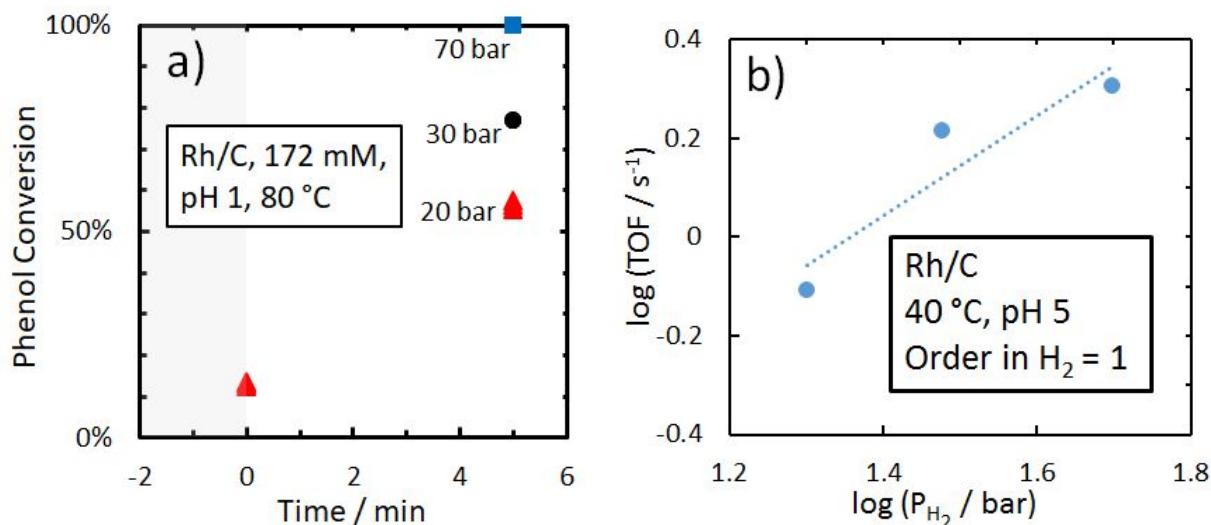 a)
100%
50%
0%
Phenol Conversion
70 bar
30 bar
20 bar
Rh/C, 172 mM,
pH 1, 80 °C
-2 0 2 4 6
Time / min
b)
0.4
0.2
0
-0.2
-0.4
log (TOF / s⁻¹)
Rh/C
40 °C, pH 5
Order in H₂ = 1
1.2 1.4 1.6 1.8
log (P_H₂ / bar)